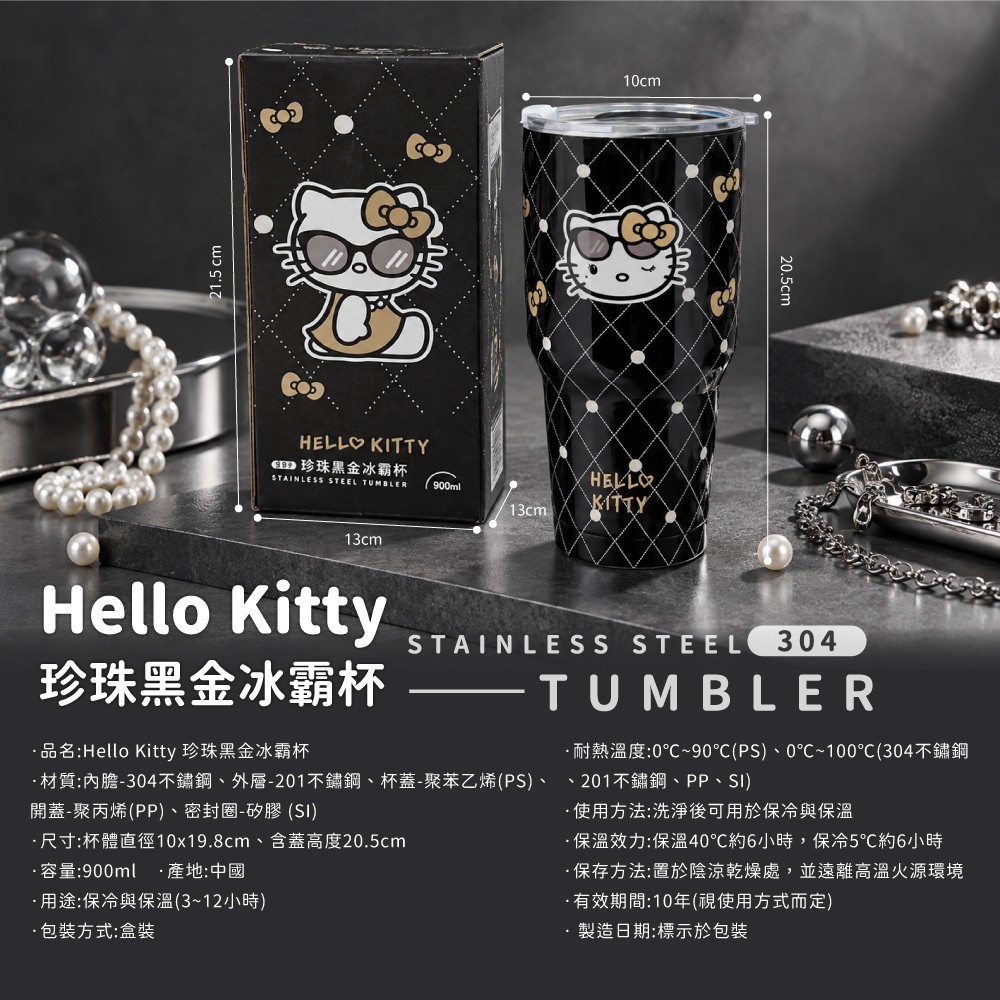 10cm
21.5cm
20.5cm
HELLO KITTY
珍珠黑金冰霸杯
STAINLESS STEEL TUMBLER
900ml
13cm
13cm
HELLO
KITTY
Hello Kitty
珍珠黑金冰霸杯
STAINLESS STEEL 304
TUMBLER
·品名:Hello Kitty 珍珠黑金冰霸杯
·材質:內膽-304不鏽鋼、外層-201不鏽鋼、杯蓋-聚苯乙烯(PS)、
開蓋-聚丙烯(PP)、密封圈-矽膠 (SI)
·尺寸:杯體直徑10x19.8cm、含蓋高度20.5cm
·容量:900ml ·產地:中國
·用途:保冷與保溫(3~12小時)
·包裝方式:盒裝
·耐熱溫度:0°C~90°C(PS)、0°C~100°C(304不鏽鋼
、201不鏽鋼、PP、SI)
·使用方法:洗淨後可用於保冷與保溫
·保溫效力:保溫40°C約6小時，保冷5°C約6小時
·保存方法:置於陰涼乾燥處，並遠離高溫火源環境
·有效期間:10年(視使用方式而定)
· 製造日期:標示於包裝